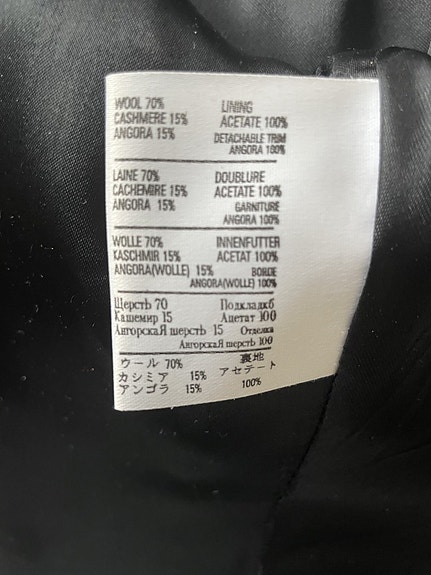 WOOL 70% LINING
CASHMERE 15% ACETATE 100%
ANGORA 15% DETACHABLE TRIM
ANGORA 100%
LAINE 70% DOUBLURE
CACHEMIRE 15% ACETATE 100%
ANGORA 15% GARNITURE
ANGORA 100%
WOLLE 70% INNENFUTTER
KASCHMIR 15% ACETAT 100%
ANGORA(WOLLE) 15% BORDE
ANGORA(WOLLE) 100%
ЩерстЬ 70 Подкладкб
Кашемир 15 Ацетат 100
АнгорскаЯ шерсть 15 Отделка
АнгорскаЯ шерстЬ 100
ウール 70% 裏地
カシミア 15% アセテート
アンゴラ 15% 100%